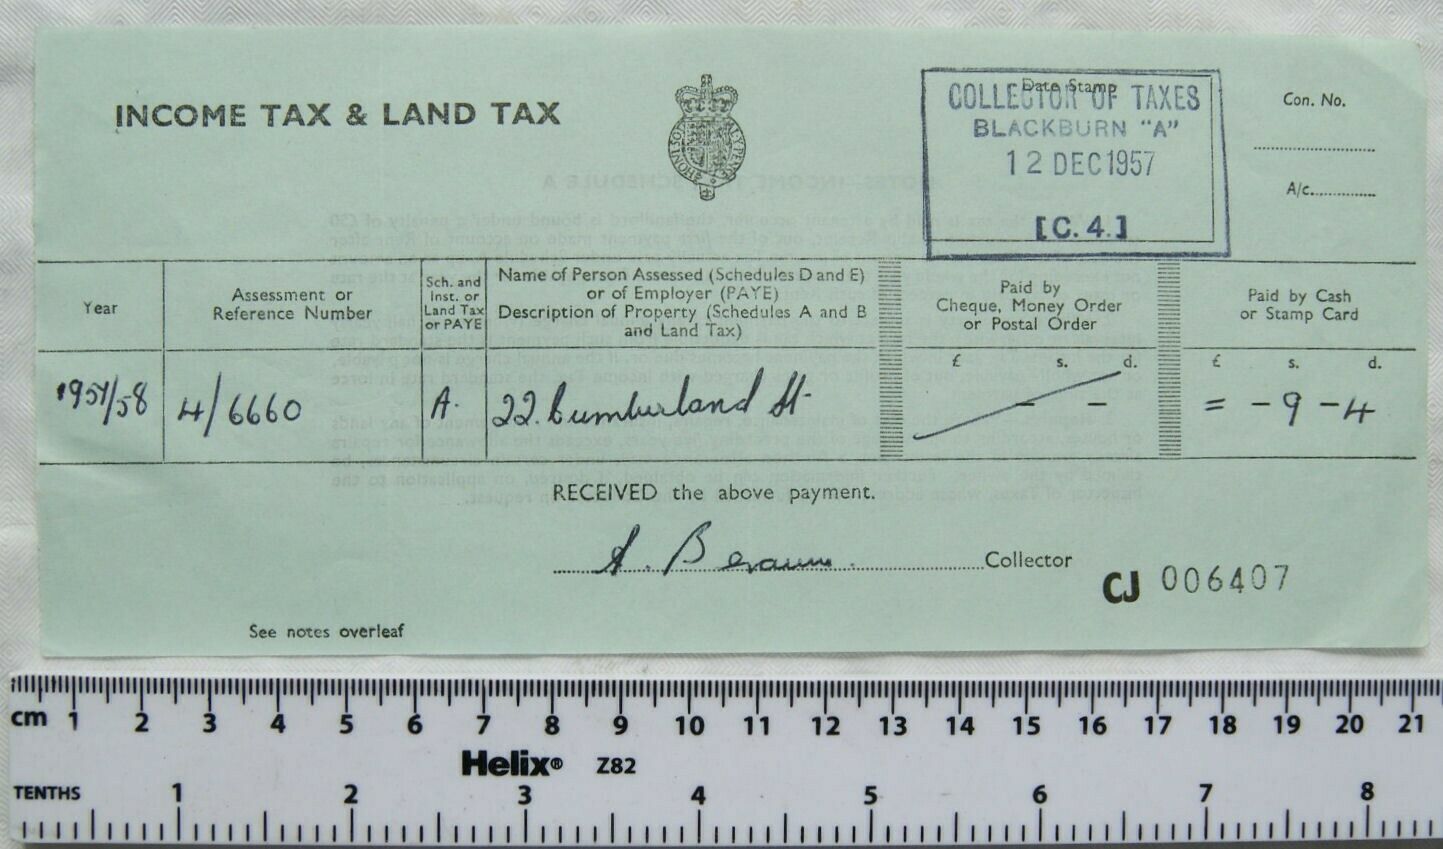 INCOME TAX & LAND TAX
Date Stamp
COLLECTOR OF TAXES
BLACKBURN "A"
12 DEC 1957
[C. 4.]
Con. No.
A/c.
Year
Assessment or
Reference Number
Sch. and
Inst. or
Land Tax
or PAYE
Name of Person Assessed (Schedules D and E)
or of Employer (PAYE)
Description of Property (Schedules A and B
and Land Tax)
Paid by
Cheque, Money Order
or Postal Order
Paid by Cash
or Stamp Card
£ s. d.
£ s. d.
1957/58
4/6660
A.
22. Cumberland St.
- -
= - 9 - 4
RECEIVED the above payment.
A. B
Collector
CJ 006407
See notes overleaf
cm 1 2 3 4 5 6 7 8 9 10 11 12 13 14 15 16 17 18 19 20 21
Helix® Z82
TENTHS 1 2 3 4 5 6 7 8